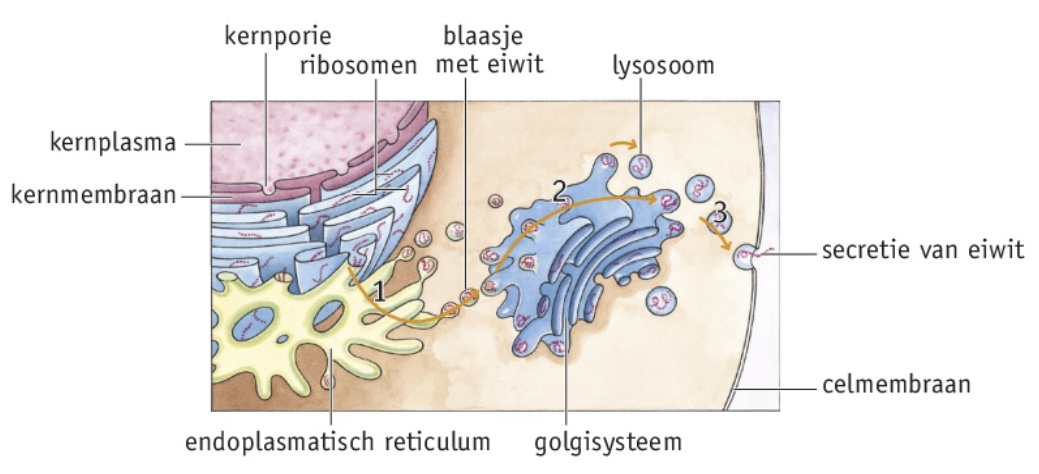 kernporie
blaasje
ribosomen
met eiwit
lysosoom
kernplasma
kernmembraan
1
2
3
secretie van eiwit
celmembraan
endoplasmatisch reticulum
golgisysteem